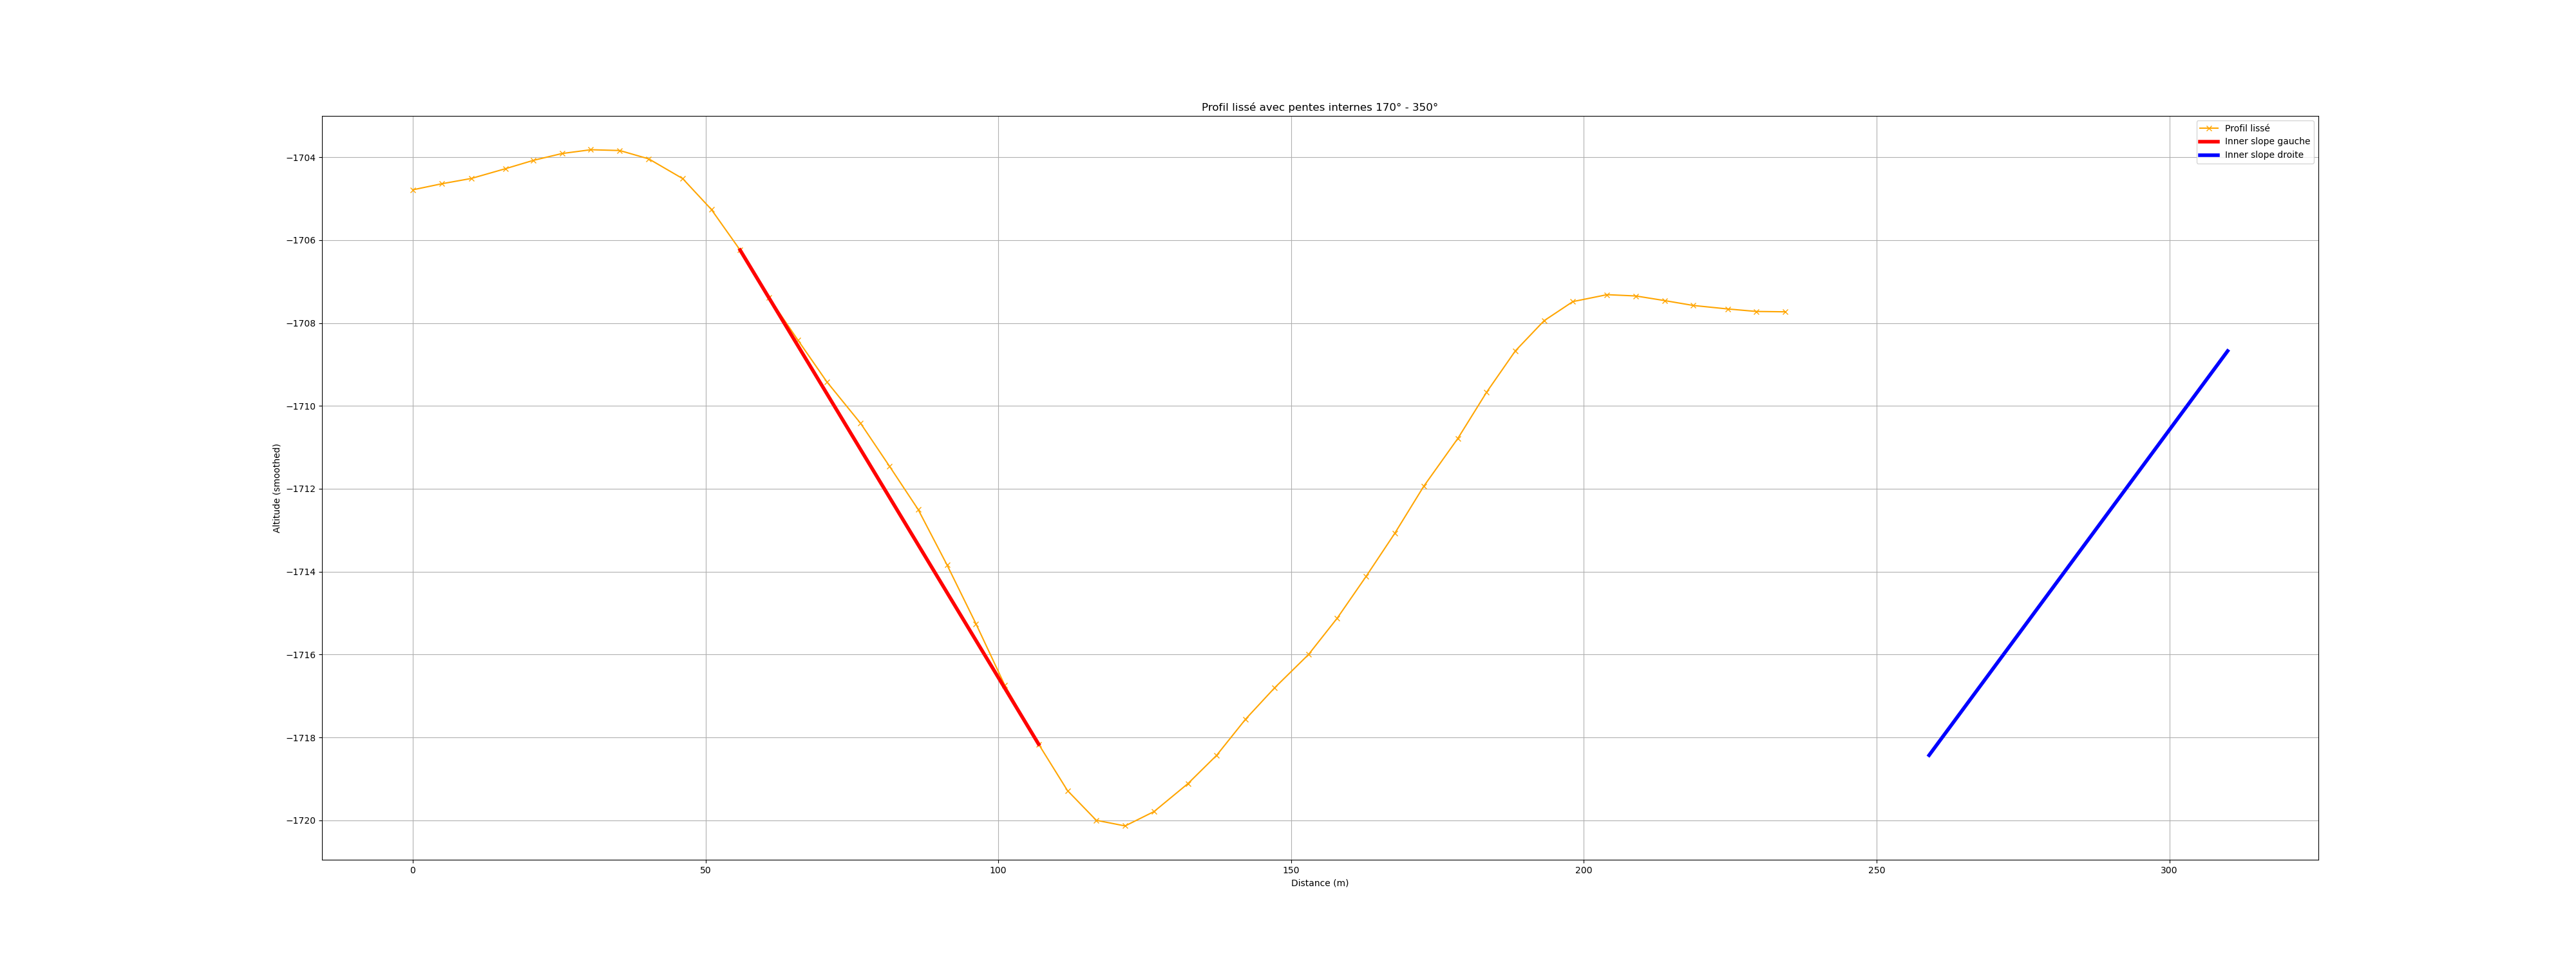 Profil lissé avec pentes internes 170° - 350°
Profil lissé
Inner slope gauche
Inner slope droite
−1704
−1706
−1708
−1710
−1712
−1714
−1716
−1718
−1720
Altitude (smoothed)
0 50 100 150 200 250 300
Distance (m)